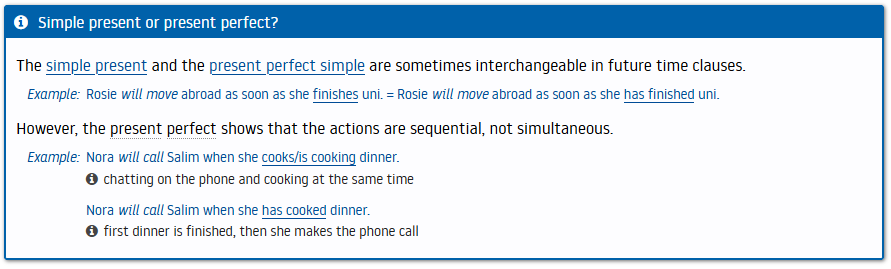 Simple present or present perfect?
The simple present and the present perfect simple are sometimes interchangeable in future time clauses.
Example: Rosie will move abroad as soon as she finishes uni. = Rosie will move abroad as soon as she has finished uni.
However, the present perfect shows that the actions are sequential, not simultaneous.
Example: Nora will call Salim when she cooks/is cooking dinner.
chatting on the phone and cooking at the same time
Nora will call Salim when she has cooked dinner.
first dinner is finished, then she makes the phone call